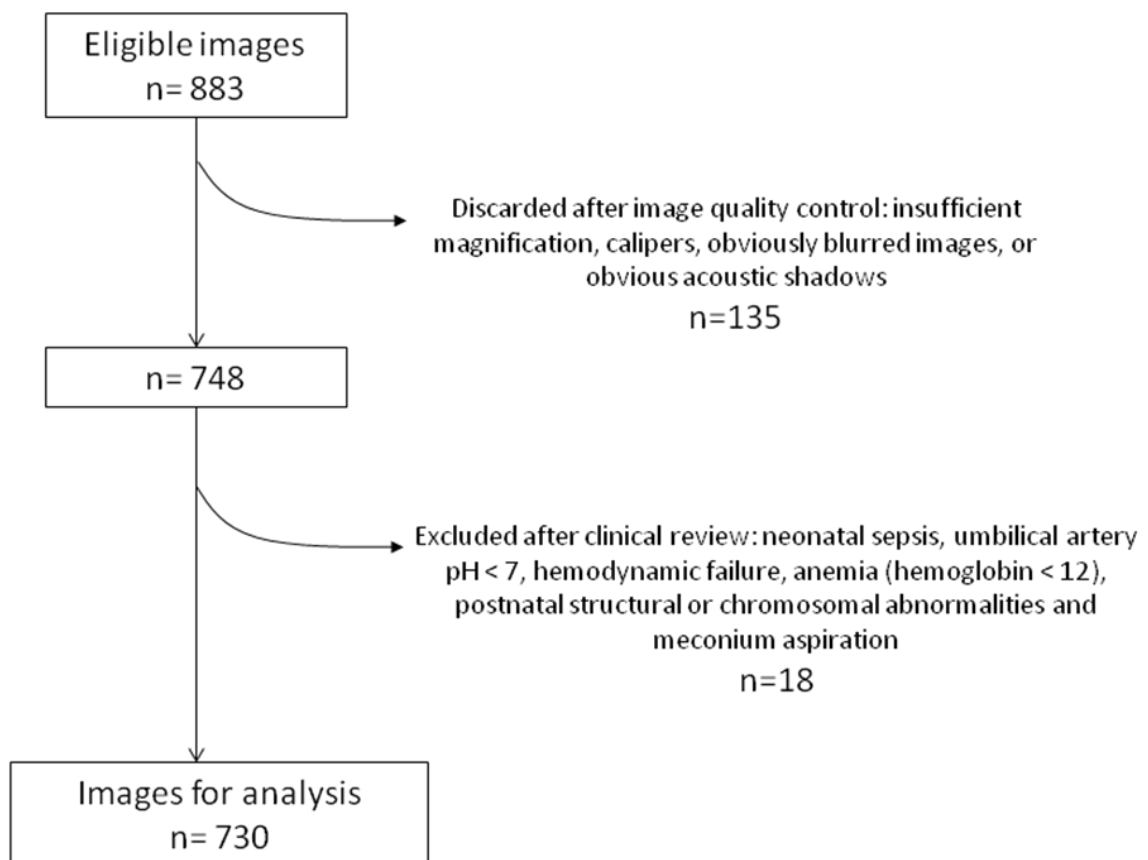 Eligible images
n= 883
Discarded after image quality control: insufficient
magnification, calipers, obviously blurred images, or
obvious acoustic shadows
n=135
n= 748
Excluded after clinical review: neonatal sepsis, umbilical artery
pH < 7, hemodynamic failure, anemia (hemoglobin < 12),
postnatal structural or chromosomal abnormalities and
meconium aspiration
n=18
Images for analysis
n= 730